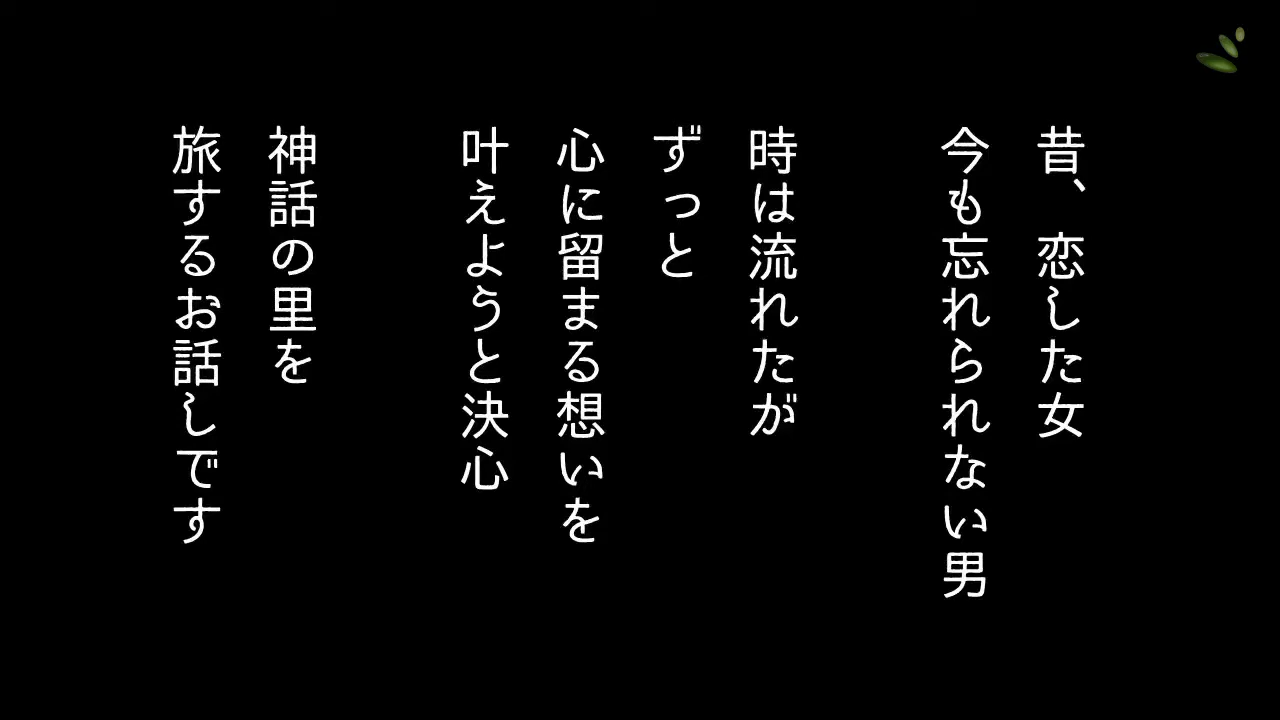 昔、恋した女
今も忘れられない男
時は流れたが
ずっと
心に留まる想いを
叶えようと決心
神話の里を
旅するお話しです